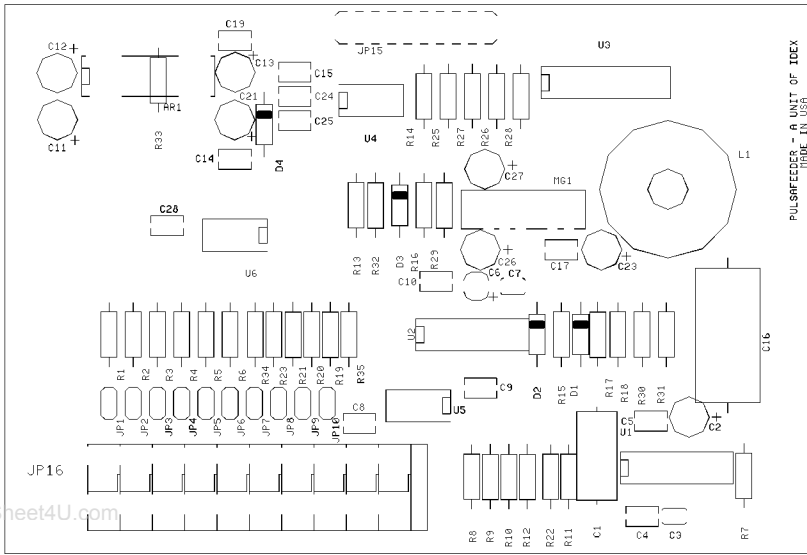 C19
C12
JP15
U3
C13
C15
C24
AR1
C21
C25
C11
R33
U4
R14
R25
R27
R26
R28
C14
D4
L1
PULSAFEEDER - A UNIT OF IDEX
MADE IN USA
C27
MG1
C28
U6
R13
R32
D3
R16
R29
C26
C17
C23
C10
C6
C7
U2
C16
R1
R2
R3
R4
R5
R6
R34
R23
R21
R20
R19
R35
D2
R15
D1
R17
R18
R30
R31
C9
JP1
JP2
JP3
JP4
JP5
JP6
JP7
JP8
JP9
JP10
C8
U5
C5
U1
C2
JP16
R8
R9
R10
R12
R22
R11
C1
C4
C3
R7
heet4U.com